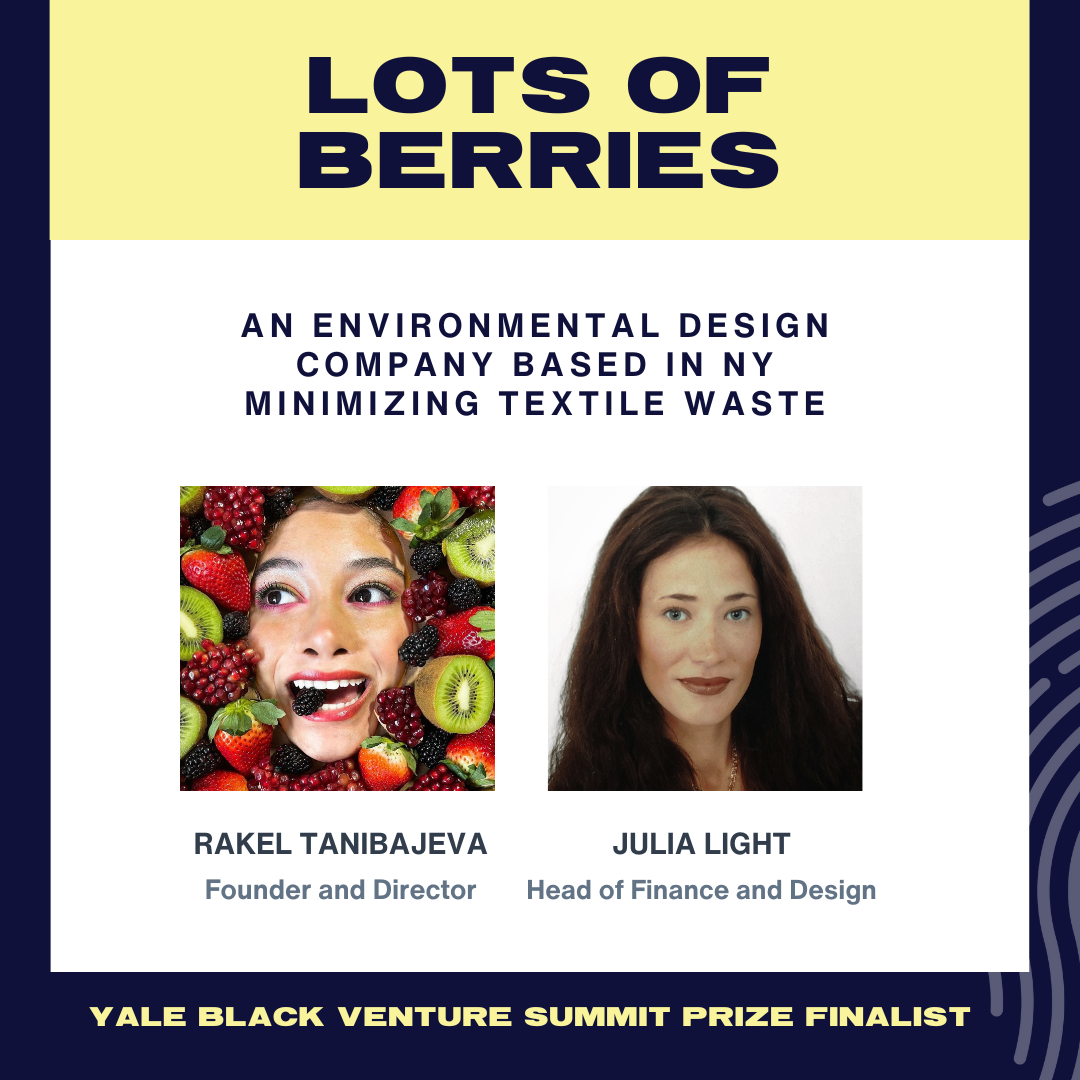 LOTS OF
BERRIES
AN ENVIRONMENTAL DESIGN
COMPANY BASED IN NY
MINIMIZING TEXTILE WASTE
RAKEL TANIBAJEVA
Founder and Director
JULIA LIGHT
Head of Finance and Design
YALE BLACK VENTURE SUMMIT PRIZE FINALIST